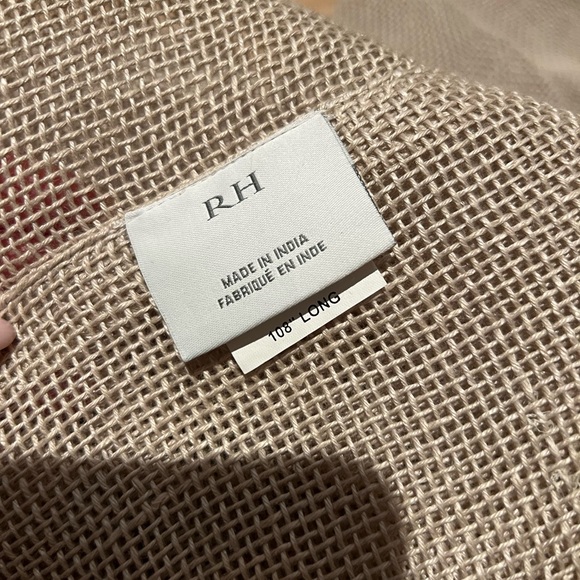 RH
MADE IN INDIA
FABRIQUÉ EN INDE
108" LONG